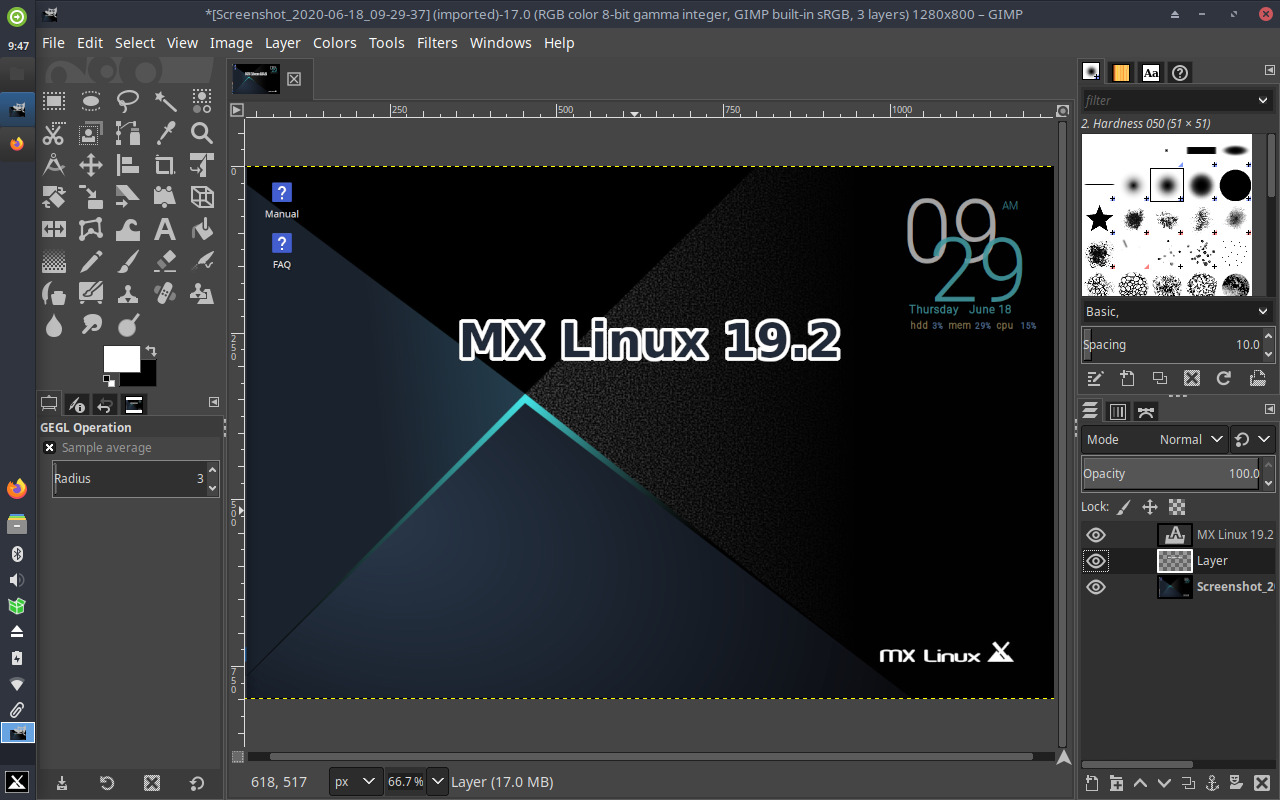 *[Screenshot_2020-06-18_09-29-37] (imported)-17.0 (RGB color 8-bit gamma integer, GIMP built-in sRGB, 3 layers) 1280x800 – GIMP
9:47
File Edit Select View Image Layer Colors Tools Filters Windows Help
250 500 750 1000
filter
2. Hardness 050 (51 × 51)
0
Manual
FAQ
09 AM
29
Thursday June 18
hdd 3% mem 29% cpu 15%
MX Linux 19.2
250
Basic,
Spacing 10.0
GEGL Operation
Sample average
Radius 3
Mode Normal
Opacity 100.0
Lock:
500
MX Linux 19.2
Layer
Screenshot_2
MX Linux
750
618, 517 px 66.7 % Layer (17.0 MB)